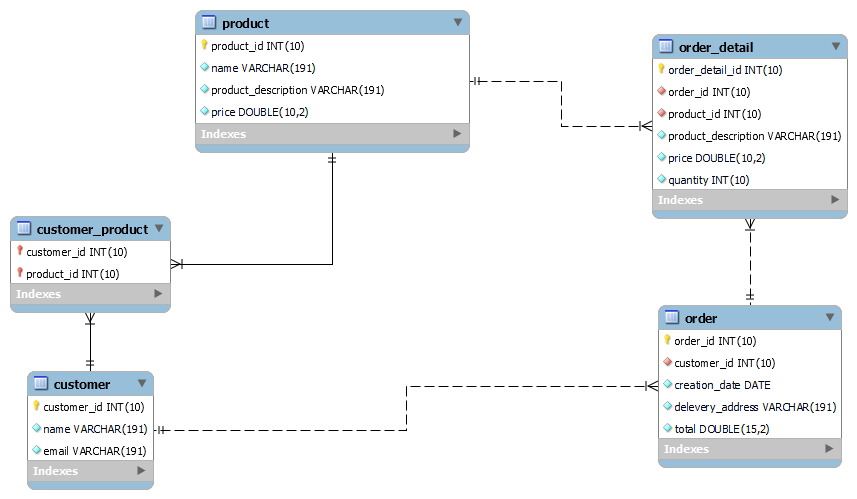 product
product_id INT(10)
name VARCHAR(191)
product_description VARCHAR(191)
price DOUBLE(10,2)
Indexes
order_detail
order_detail_id INT(10)
order_id INT(10)
product_id INT(10)
product_description VARCHAR(191)
price DOUBLE(10,2)
quantity INT(10)
Indexes
customer_product
customer_id INT(10)
product_id INT(10)
Indexes
customer
customer_id INT(10)
name VARCHAR(191)
email VARCHAR(191)
Indexes
order
order_id INT(10)
customer_id INT(10)
creation_date DATE
delevery_address VARCHAR(191)
total DOUBLE(15,2)
Indexes